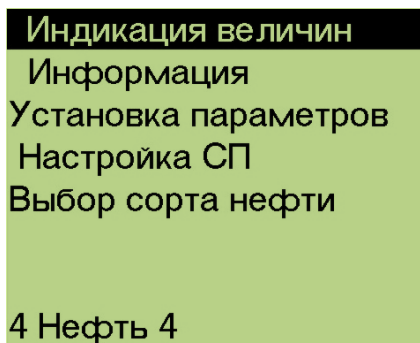 Индикация величин
Информация
Установка параметров
Настройка СП
Выбор сорта нефти
4 Нефть 4